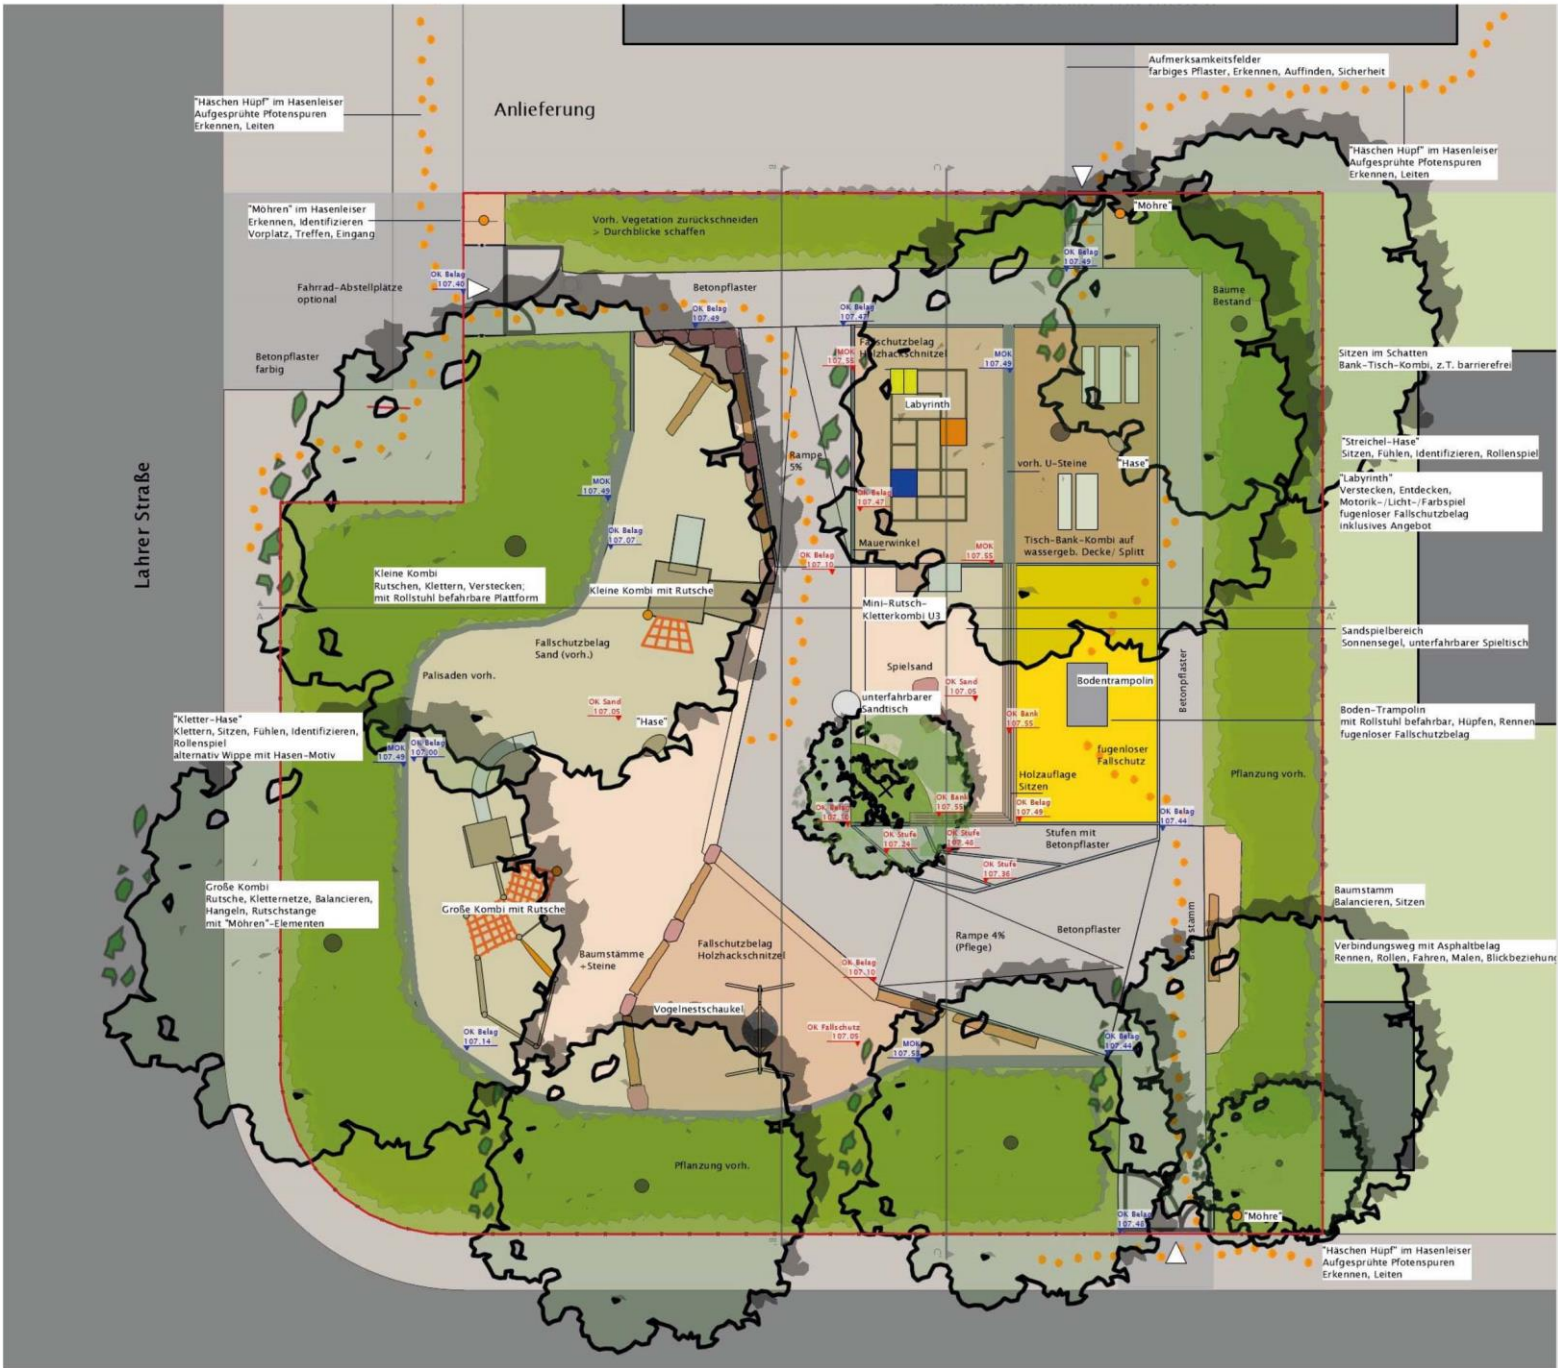 Aufmerksamkeitsfelder
farbiges Pflaster, Erkennen, Auffinden, Sicherheit
"Häschen Hüpf" im Hasenleiser
Aufgesprühte Pfotenspuren
Erkennen, Leiten
Anlieferung
"Häschen Hüpf" im Hasenleiser
Aufgesprühte Pfotenspuren
Erkennen, Leiten
"Möhren" im Hasenleiser
Erkennen, Identifizieren
Vorplatz, Treffen, Eingang
Vorh. Vegetation zurückschneiden
> Durchblicke schaffen
"Möhre"
OK Belag
107.49
OK Belag
107.40
Fahrrad-Abstellplätze
optional
Betonpflaster
OK Belag
107.49
OK Belag
107.47
Bäume
Bestand
Betonpflaster
farbig
MOK
107.55
Fallschutzbelag
Holzhackschnitzel
MOK
107.49
Sitzen im Schatten
Bank-Tisch-Kombi, z.T. barrierefrei
Labyrinth
Rampe
5%
vorh. U-Steine
"Hase"
"Streichel-Hase"
Sitzen, Fühlen, Identifizieren, Rollenspiel
"Labyrinth"
Verstecken, Entdecken,
Motorik-/Licht-/Farbspiel
fugenloser Fallschutzbelag
inklusives Angebot
Lahrer Straße
MOK
107.49
OK Belag
107.47
OK Belag
107.07
Mauerwinkel
MOK
107.55
Tisch-Bank-Kombi auf
wassergeb. Decke/ Splitt
OK Belag
107.10
Kleine Kombi
Rutschen, Klettern, Verstecken;
mit Rollstuhl befahrbare Plattform
Kleine Kombi mit Rutsche
Mini-Rutsch-
Kletterkombi U3
Sandspielbereich
Sonnensegel, unterfahrbarer Spieltisch
Fallschutzbelag
Sand (vorh.)
Palisaden vorh.
Spielsand
OK Sand
107.05
Bodentrampolin
Betonpflaster
unterfahrbarer
Sandtisch
OK Sand
107.05
"Hase"
OK Bank
107.55
Boden-Trampolin
mit Rollstuhl befahrbar, Hüpfen, Rennen
fugenloser Fallschutzbelag
"Kletter-Hase"
Klettern, Sitzen, Fühlen, Identifizieren,
Rollenspiel
alternativ Wippe mit Hasen-Motiv
MOK
107.49
OK Belag
107.00
fugenloser
Fallschutz
Holzauflage
Sitzen
Pflanzung vorh.
OK Belag
107.10
OK Bank
107.55
OK Belag
107.49
OK Belag
107.44
OK Stufe
107.24
OK Stufe
107.48
OK Stufe
107.36
Stufen mit
Betonpflaster
Große Kombi
Rutsche, Kletternetze, Balancieren,
Hangeln, Rutschstange
mit "Möhren"-Elementen
Große Kombi mit Rutsche
Baumstamm
Balancieren, Sitzen
Baumstämme
+Steine
Fallschutzbelag
Holzhackschnitzel
Rampe 4%
(Pflege)
Betonpflaster
Verbindungsweg mit Asphaltbelag
Rennen, Rollen, Fahren, Malen, Blickbeziehung
OK Belag
107.10
Vogelnestschaukel
OK Belag
107.14
OK Fallschutz
107.05
MOK
107.55
OK Belag
107.44
Pflanzung vorh.
OK Belag
107.48
"Möhre"
"Häschen Hüpf" im Hasenleiser
Aufgesprühte Pfotenspuren
Erkennen, Leiten